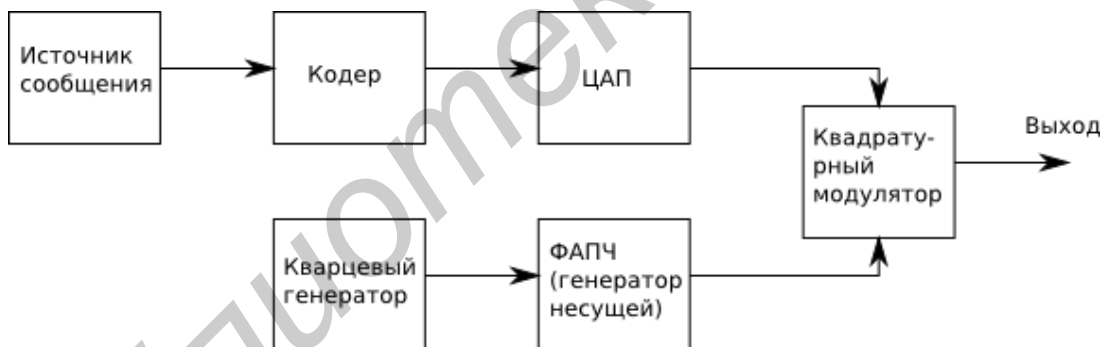 Источник
сообщения
Кодер
ЦАП
Квадрату-
рный
модулятор
Выход
Кварцевый
генератор
ФАПЧ
(генератор
несущей)